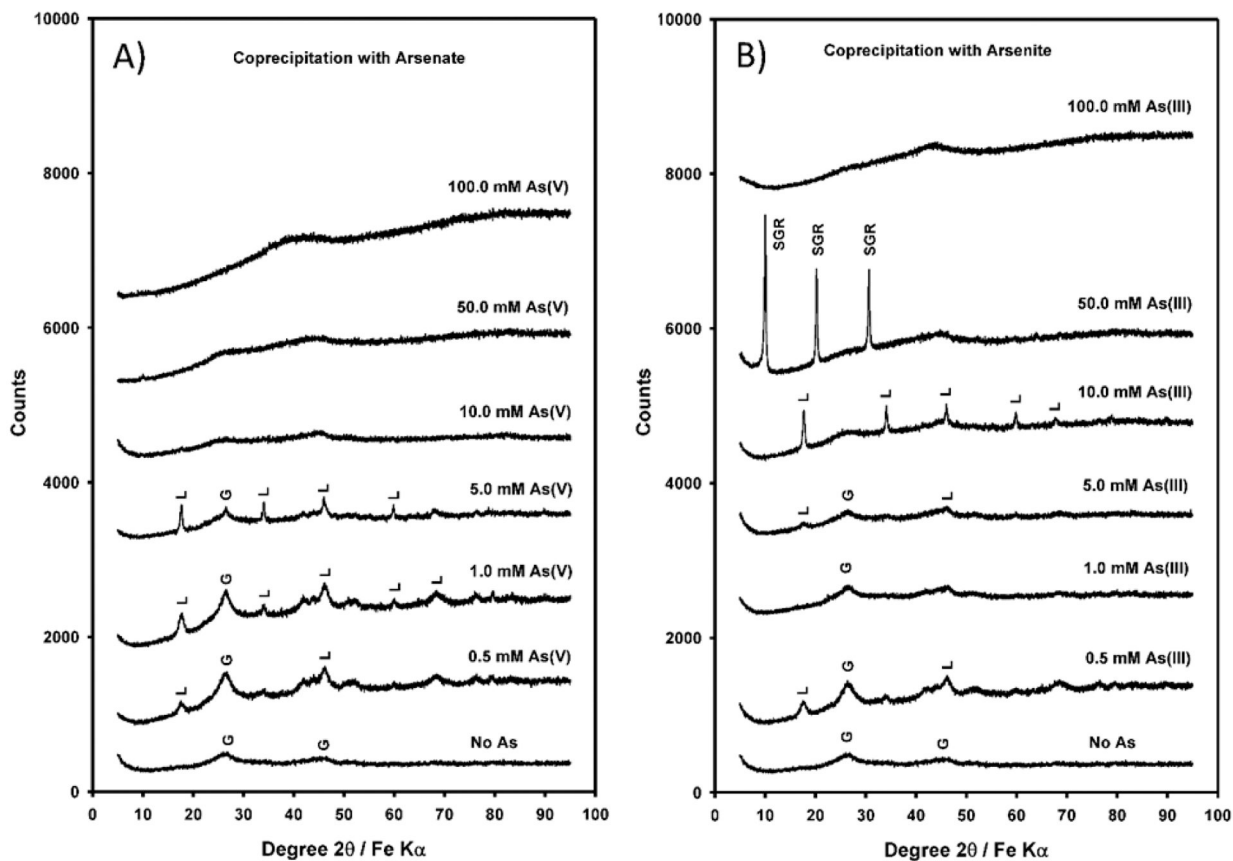 A)
Coprecipitation with Arsenate
10000
8000
6000
4000
2000
0
Counts
100.0 mM As(V)
50.0 mM As(V)
10.0 mM As(V)
L G L L L
5.0 mM As(V)
L G L L L L
1.0 mM As(V)
L G L
0.5 mM As(V)
G G
No As
0 10 20 30 40 50 60 70 80 90 100
Degree 2θ / Fe Kα
B)
Coprecipitation with Arsenite
10000
8000
6000
4000
2000
0
Counts
100.0 mM As(III)
SGR SGR SGR
50.0 mM As(III)
L L L L L
10.0 mM As(III)
L G L
5.0 mM As(III)
G
1.0 mM As(III)
L G L
0.5 mM As(III)
G G
No As
0 10 20 30 40 50 60 70 80 90 100
Degree 2θ / Fe Kα